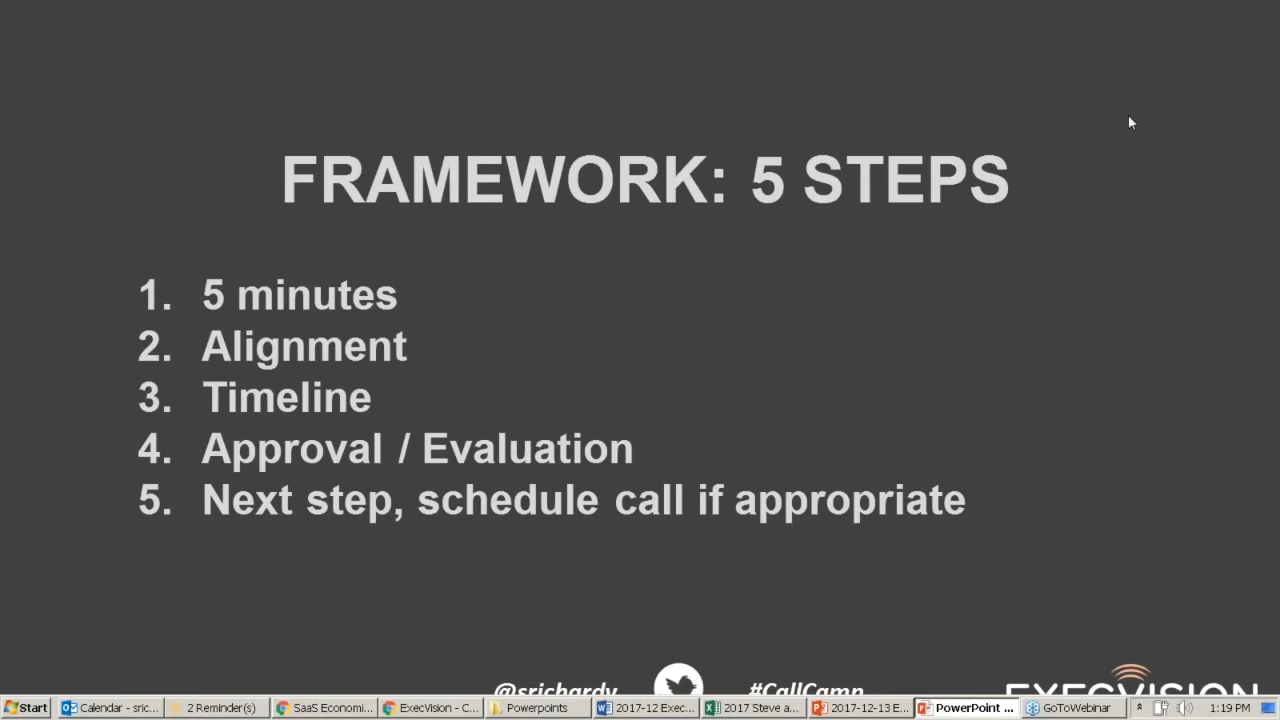 FRAMEWORK: 5 STEPS
1. 5 minutes
2. Alignment
3. Timeline
4. Approval / Evaluation
5. Next step, schedule call if appropriate
@srichardv #CallCamp EXECVISION
Start Calendar - sric... 2 Reminder(s) SaaS Economi... ExecVision - C... Powerpoints 2017-12 Exec... 2017 Steve a... 2017-12-13 E... PowerPoint ... GoToWebinar 1:19 PM